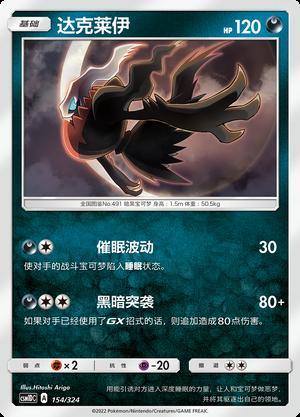 基础 达克莱伊 HP 120
全国图鉴No.491 暗黑宝可梦 身高：1.5m 体重：50.5kg
催眠波动 30
使对手的战斗宝可梦陷入睡眠状态。
黑暗突袭 80+
如果对手已经使用了GX招式的话，则追加造成80点伤害。
Illus.Hitoshi Ariga
弱点 ×2 抗性 -20 撤退
CSM1DC A 154/324
用能引诱对方进入深度睡眠的力量，让人和宝可梦做恶梦，
并将其驱逐出自己的领地。
©2022 Pokémon/Nintendo/Creatures/GAME FREAK.